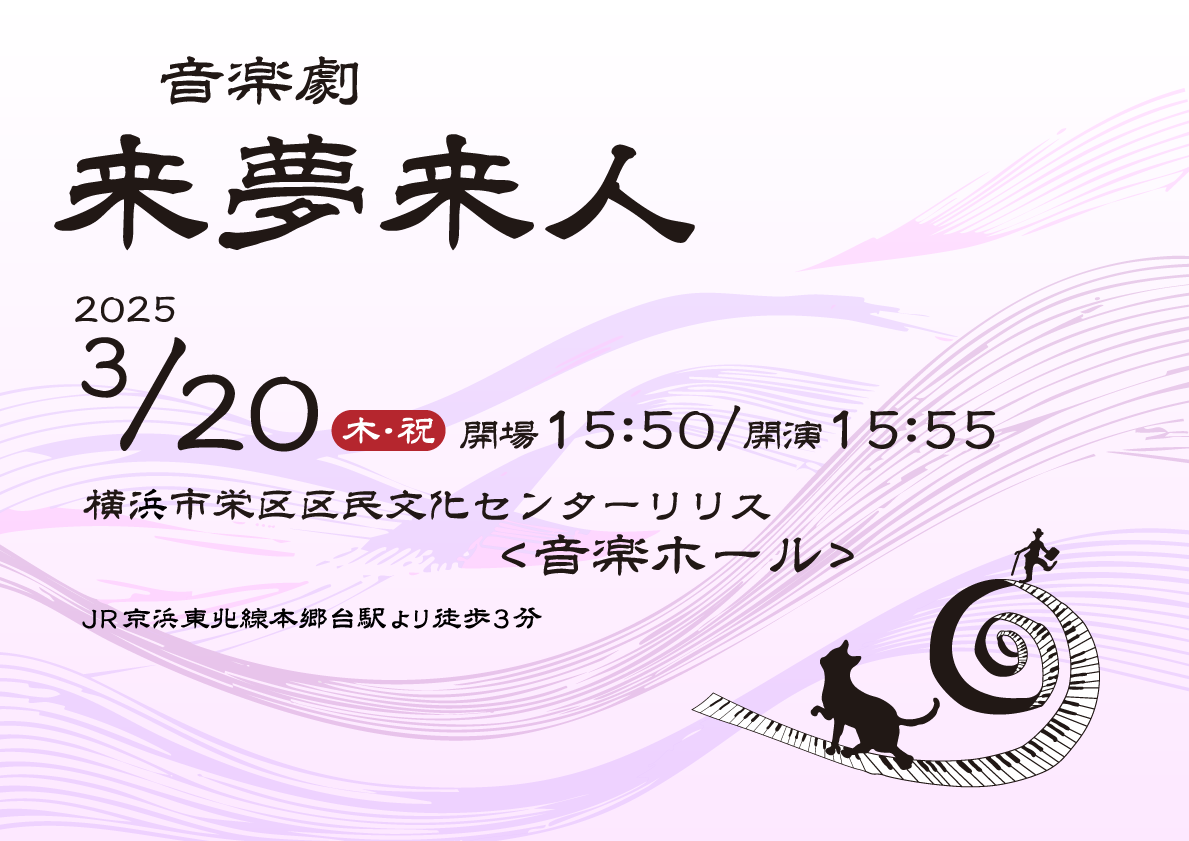 音楽劇
来夢来人
2025
3/20 木・祝 開場15:50/開演15:55
横浜市栄区区民文化センターリリス
<音楽ホール>
JR京浜東北線本郷台駅より徒歩3分